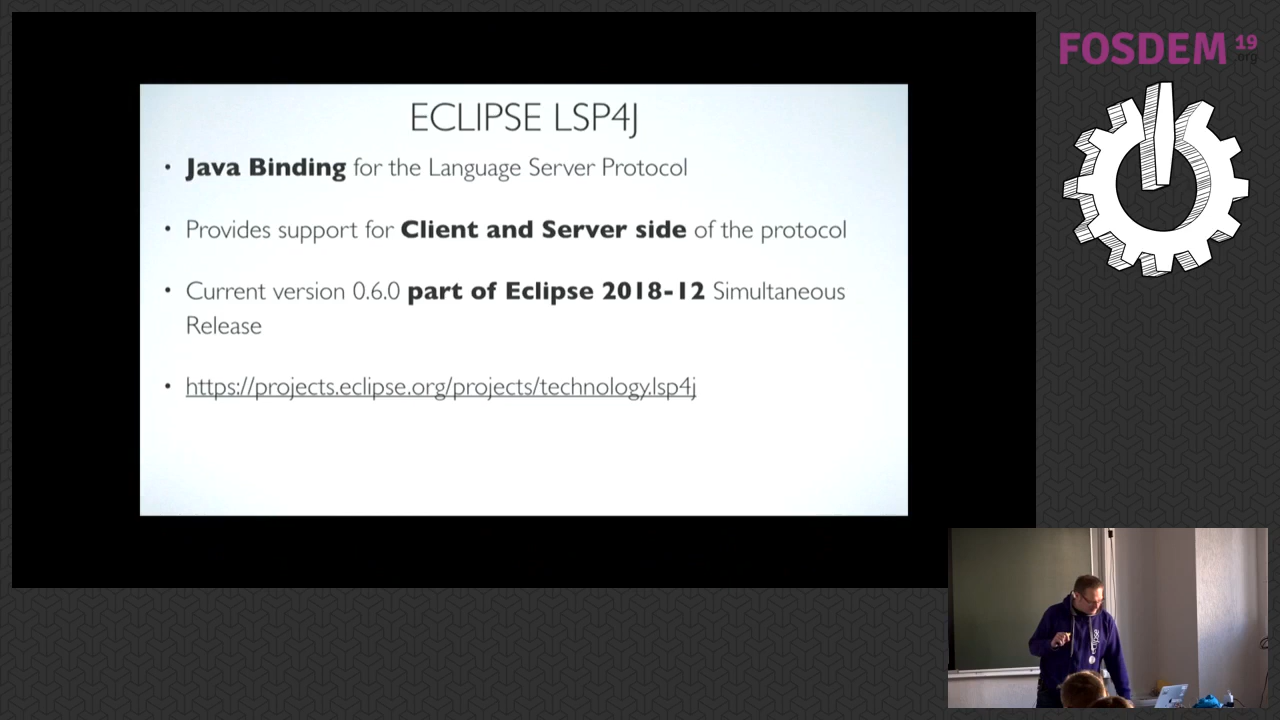 FOSDEM 19
.org
ECLIPSE LSP4J
• Java Binding for the Language Server Protocol
• Provides support for Client and Server side of the protocol
• Current version 0.6.0 part of Eclipse 2018-12 Simultaneous
Release
• https://projects.eclipse.org/projects/technology.lsp4j
eclipse